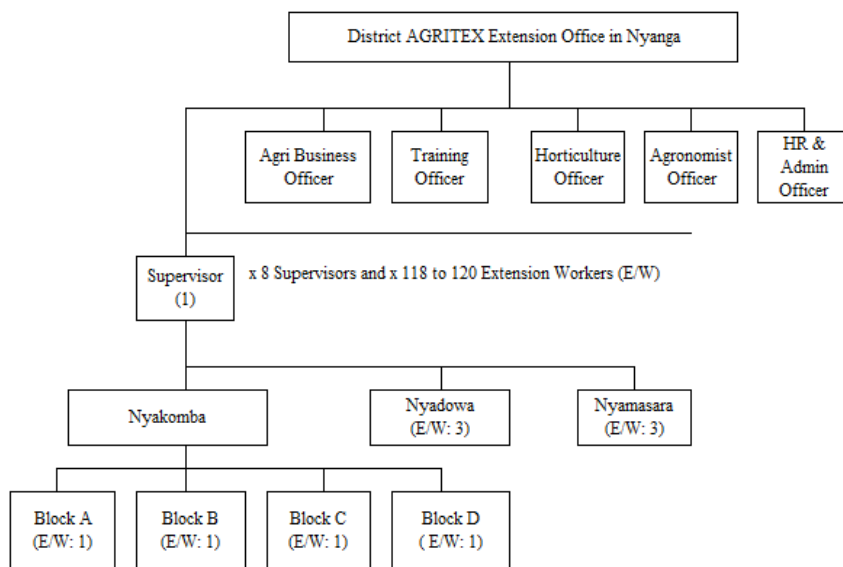 District AGRITEX Extension Office in Nyanga
Agri Business
Officer
Training
Officer
Horticulture
Officer
Agronomist
Officer
HR &
Admin
Officer
Supervisor
(1)
x 8 Supervisors and x 118 to 120 Extension Workers (E/W)
Nyakomba
Nyadowa
(E/W: 3)
Nyamasara
(E/W: 3)
Block A
(E/W: 1)
Block B
(E/W: 1)
Block C
(E/W: 1)
Block D
( E/W: 1)